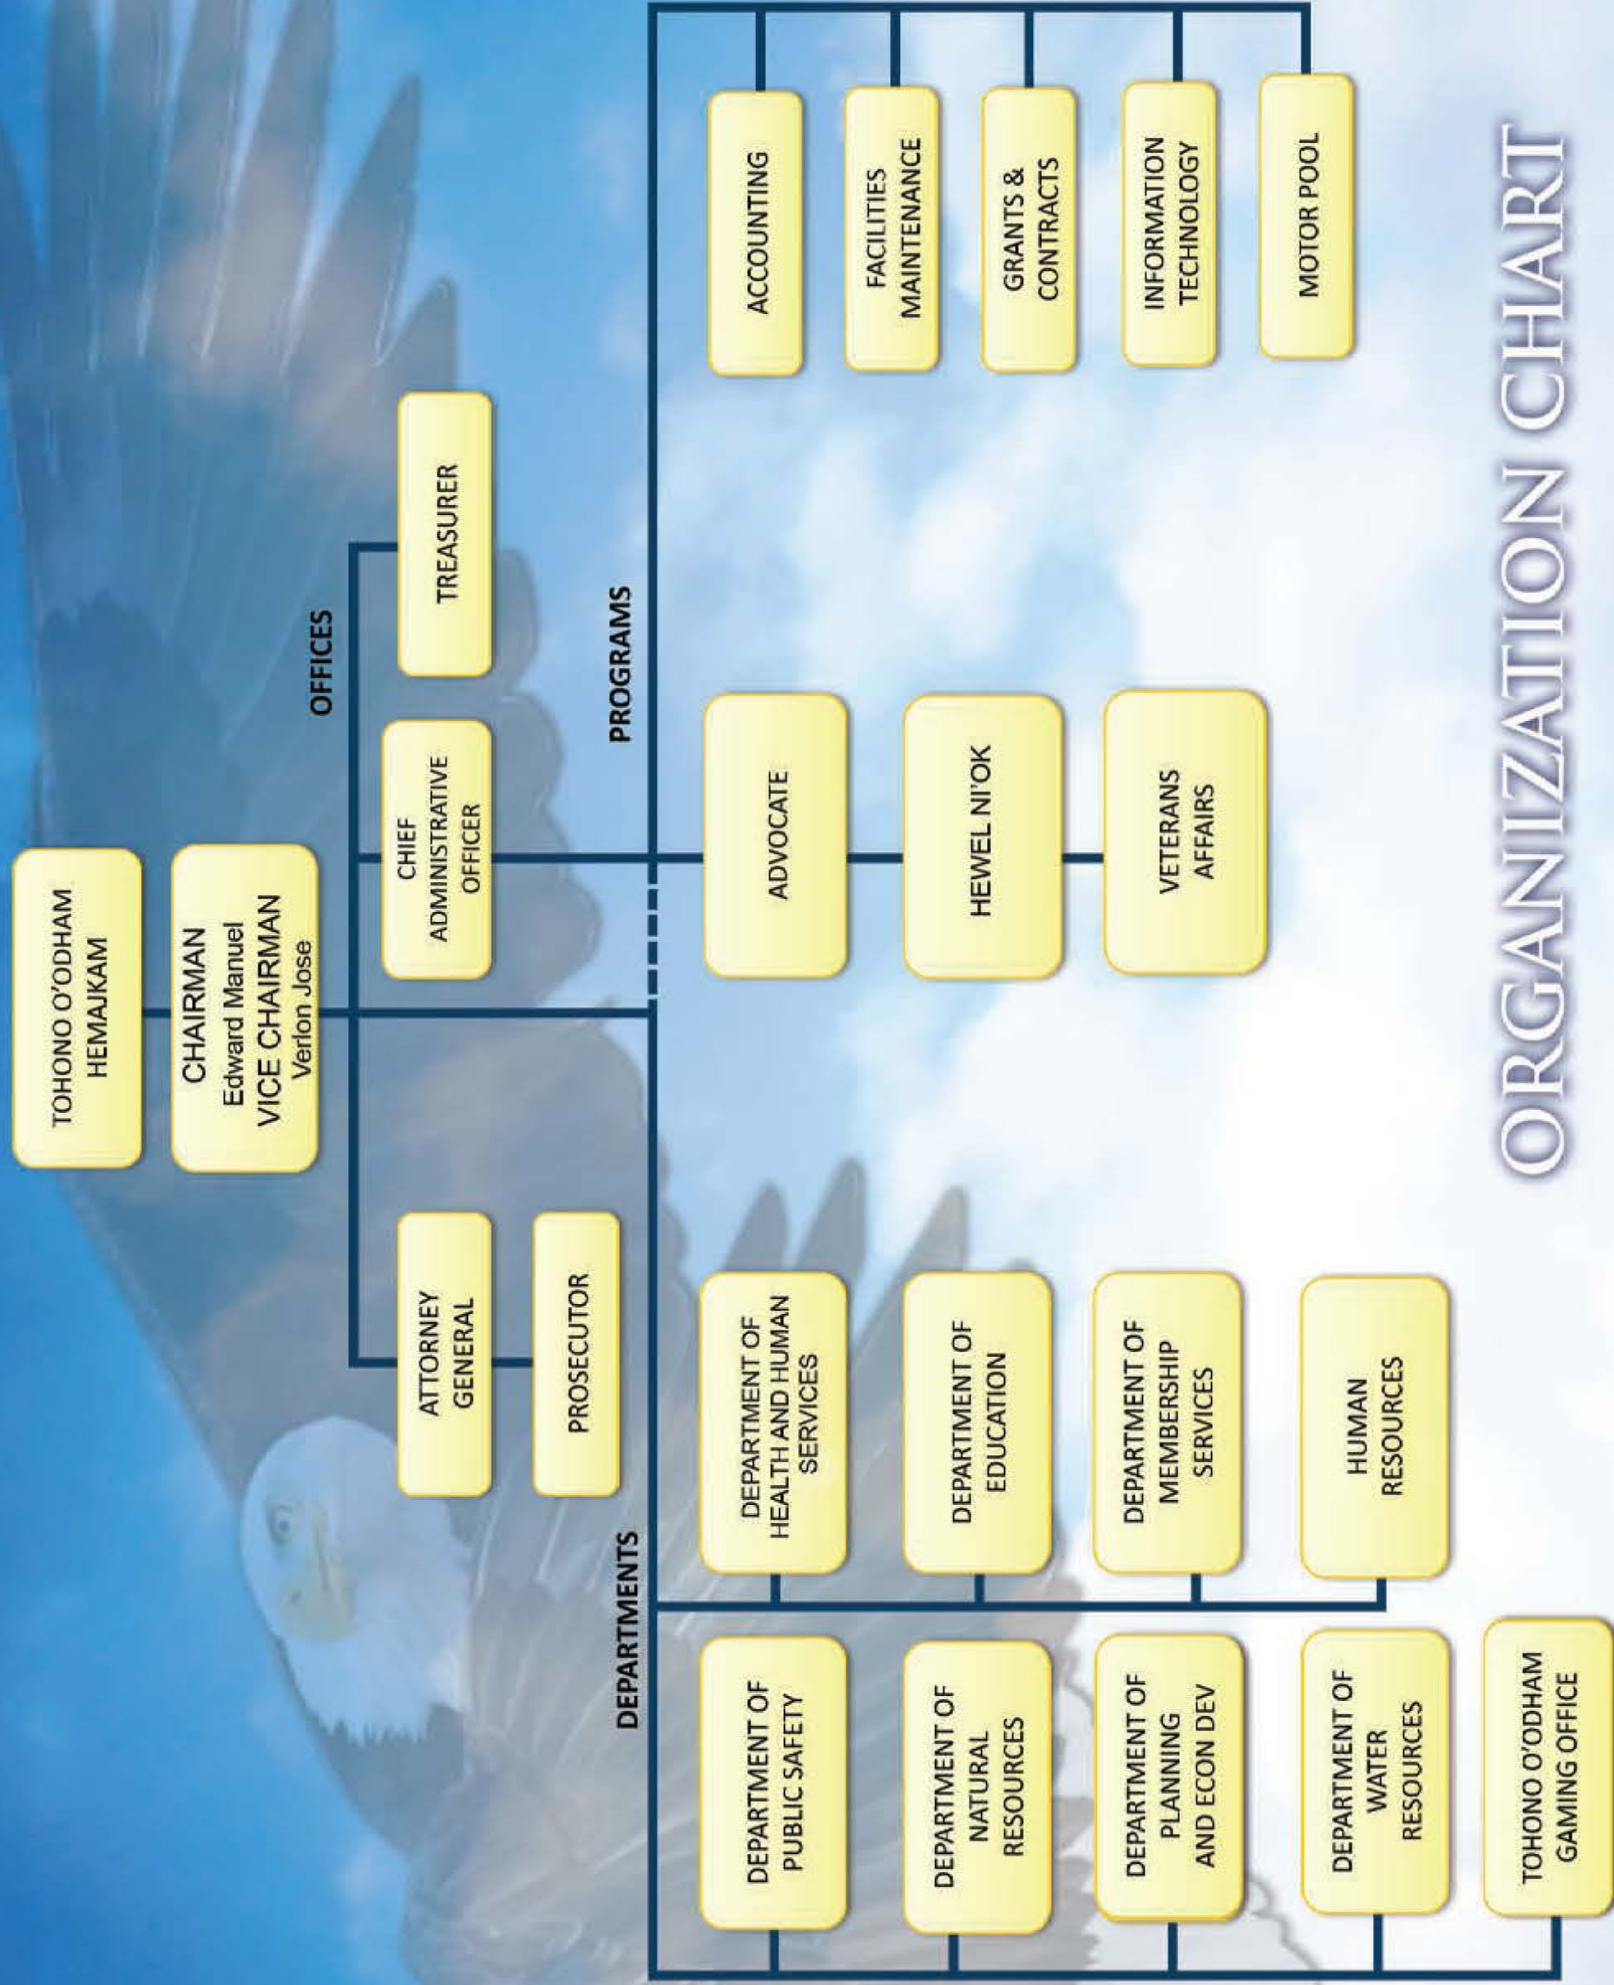 TOHONO O'ODHAM
HEMAJKAM
CHAIRMAN
Edward Manuel
VICE CHAIRMAN
Verlon Jose
OFFICES
ATTORNEY
GENERAL
PROSECUTOR
CHIEF
ADMINISTRATIVE
OFFICER
TREASURER
DEPARTMENTS
DEPARTMENT OF
PUBLIC SAFETY
DEPARTMENT OF
NATURAL
RESOURCES
DEPARTMENT OF
PLANNING
AND ECON DEV
DEPARTMENT OF
WATER
RESOURCES
TOHONO O'ODHAM
GAMING OFFICE
DEPARTMENT OF
HEALTH AND HUMAN
SERVICES
DEPARTMENT OF
EDUCATION
DEPARTMENT OF
MEMBERSHIP
SERVICES
HUMAN
RESOURCES
PROGRAMS
ADVOCATE
HEWEL NI'OK
VETERANS
AFFAIRS
ACCOUNTING
FACILITIES
MAINTENANCE
GRANTS &
CONTRACTS
INFORMATION
TECHNOLOGY
MOTOR POOL
ORGANIZATION CHART